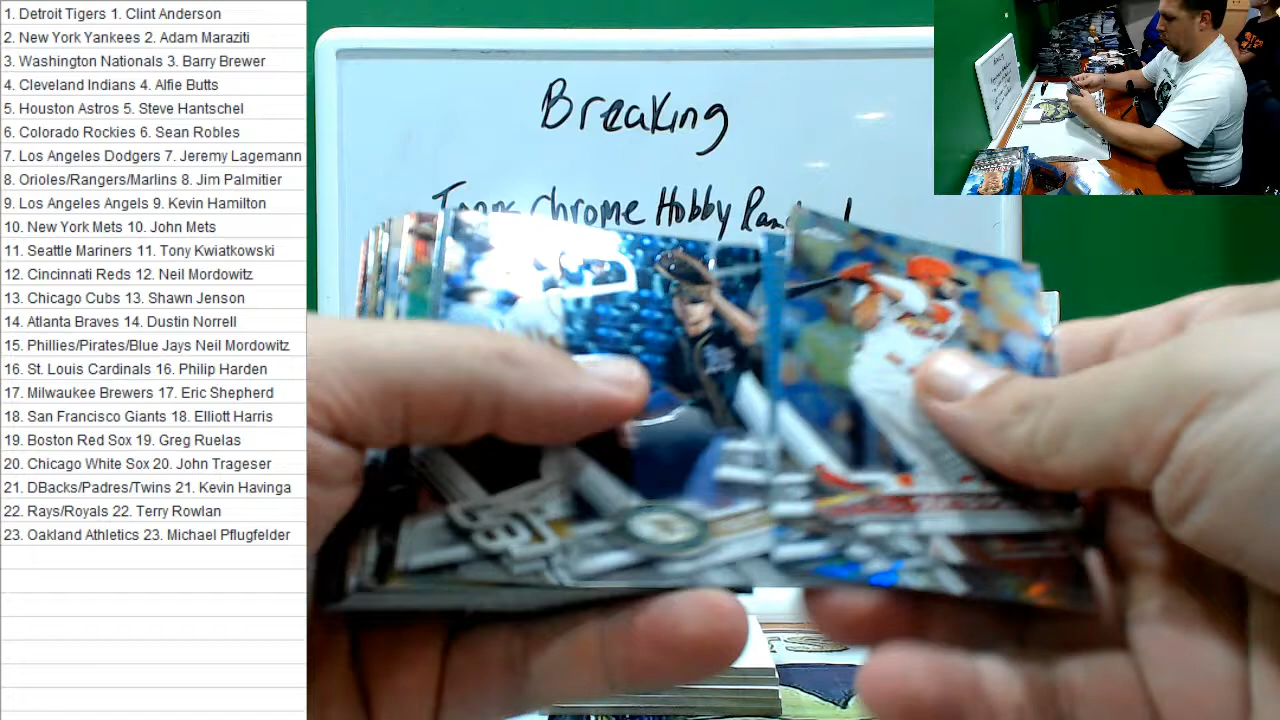 1. Detroit Tigers 1. Clint Anderson
2. New York Yankees 2. Adam Maraziti
3. Washington Nationals 3. Barry Brewer
4. Cleveland Indians 4. Alfie Butts
5. Houston Astros 5. Steve Hantschel
6. Colorado Rockies 6. Sean Robles
7. Los Angeles Dodgers 7. Jeremy Lagemann
8. Orioles/Rangers/Marlins 8. Jim Palmitier
9. Los Angeles Angels 9. Kevin Hamilton
10. New York Mets 10. John Mets
11. Seattle Mariners 11. Tony Kwiatkowski
12. Cincinnati Reds 12. Neil Mordowitz
13. Chicago Cubs 13. Shawn Jenson
14. Atlanta Braves 14. Dustin Norrell
15. Phillies/Pirates/Blue Jays Neil Mordowitz
16. St. Louis Cardinals 16. Philip Harden
17. Milwaukee Brewers 17. Eric Shepherd
18. San Francisco Giants 18. Elliott Harris
19. Boston Red Sox 19. Greg Ruelas
20. Chicago White Sox 20. John Trageser
21. DBacks/Padres/Twins 21. Kevin Havinga
22. Rays/Royals 22. Terry Rowlan
23. Oakland Athletics 23. Michael Pflugfelder
Breaking
Topps Chrome Hobby